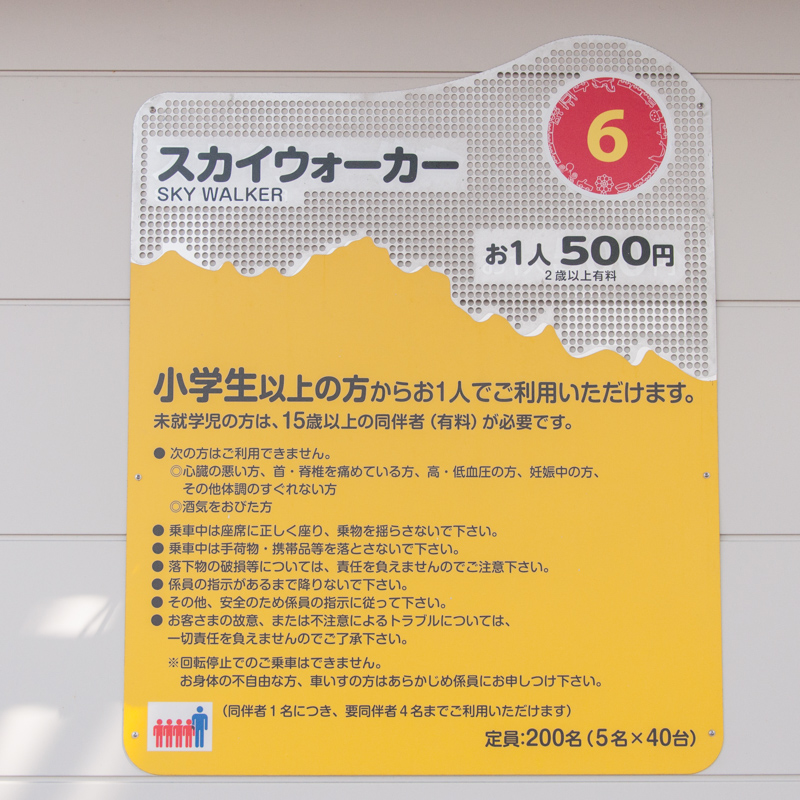 6
スカイウォーカー
SKY WALKER
お1人 500円
2歳以上有料
小学生以上の方からお1人でご利用いただけます。
未就学児の方は、15歳以上の同伴者(有料)が必要です。
● 次の方はご利用できません。
◎心臓の悪い方、首・脊椎を痛めている方、高・低血圧の方、妊娠中の方、
その他体調のすぐれない方
◎酒気をおびた方
● 乗車中は座席に正しく座り、乗物を揺らさないで下さい。
● 乗車中は手荷物・携帯品等を落とさないで下さい。
● 落下物の破損等については、責任を負えませんのでご注意下さい。
● 係員の指示があるまで降りないで下さい。
● その他、安全のため係員の指示に従って下さい。
● お客さまの故意、または不注意によるトラブルについては、
一切責任を負えませんのでご了承下さい。
※回転停止でのご乗車はできません。
お身体の不自由な方、車いすの方はあらかじめ係員にお申しつけ下さい。
(同伴者1名につき、要同伴者4名までご利用いただけます)
定員:200名(5名×40台)